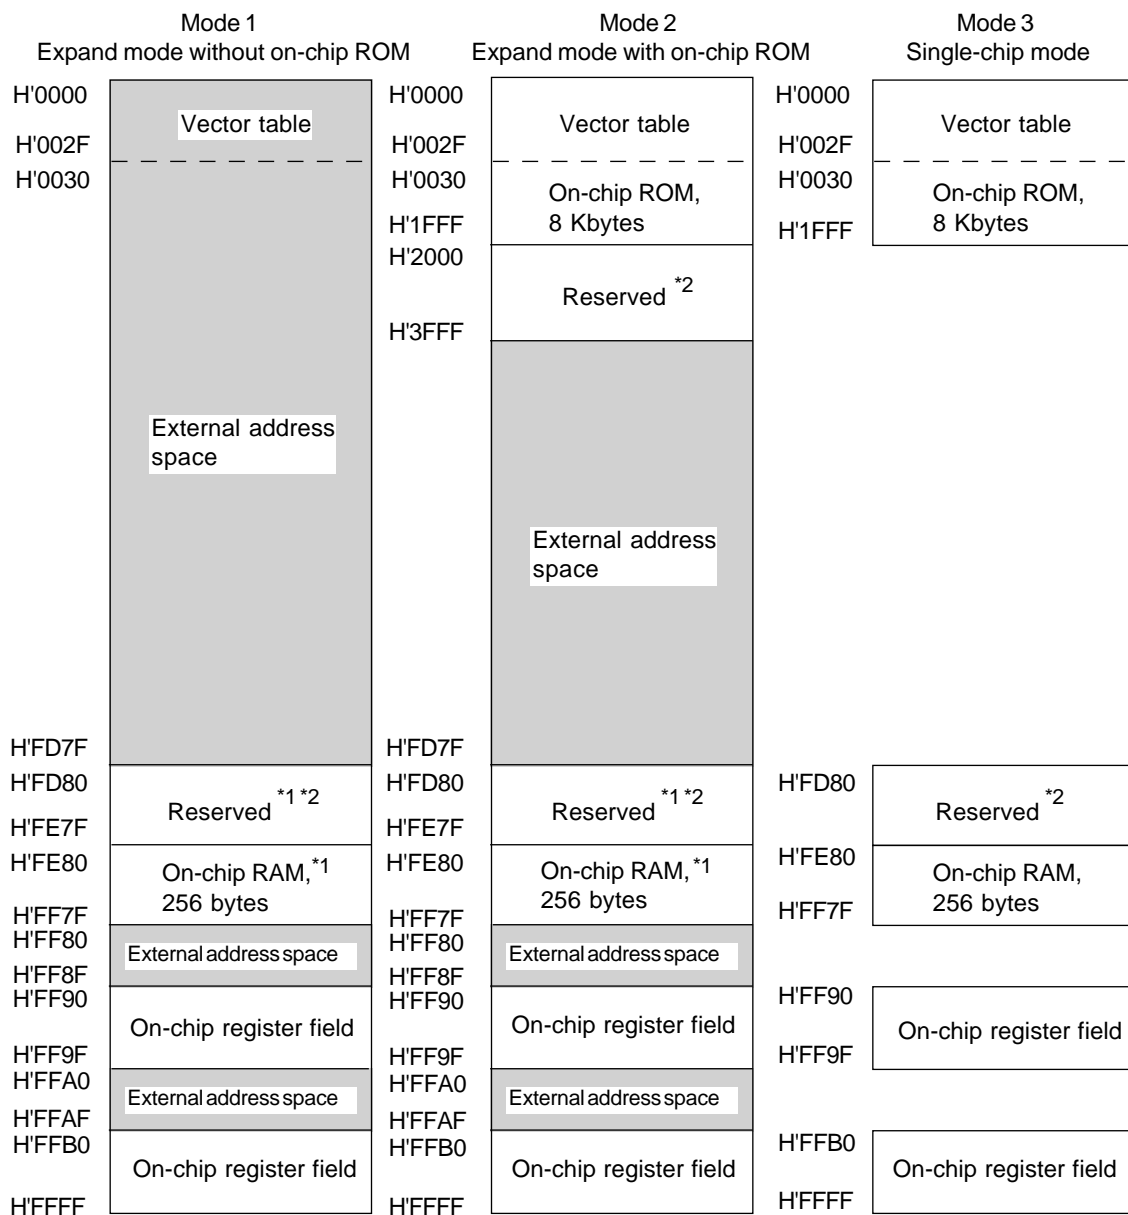 Mode 1
Expand mode without on-chip ROM
H'0000
Vector table
H'002F
H'0030
External address
space
H'FD7F
H'FD80
Reserved *1 *2
H'FE7F
H'FE80
On-chip RAM,*1
256 bytes
H'FF7F
H'FF80
External address space
H'FF8F
H'FF90
On-chip register field
H'FF9F
H'FFA0
External address space
H'FFAF
H'FFB0
On-chip register field
H'FFFF
Mode 2
Expand mode with on-chip ROM
H'0000
Vector table
H'002F
H'0030
On-chip ROM,
8 Kbytes
H'1FFF
H'2000
Reserved *2
H'3FFF
External address
space
H'FD7F
H'FD80
Reserved *1 *2
H'FE7F
H'FE80
On-chip RAM,*1
256 bytes
H'FF7F
H'FF80
External address space
H'FF8F
H'FF90
On-chip register field
H'FF9F
H'FFA0
External address space
H'FFAF
H'FFB0
On-chip register field
H'FFFF
Mode 3
Single-chip mode
H'0000
Vector table
H'002F
H'0030
On-chip ROM,
8 Kbytes
H'1FFF
H'FD80
Reserved *2
H'FE80
On-chip RAM,
256 bytes
H'FF7F
H'FF90
On-chip register field
H'FF9F
H'FFB0
On-chip register field
H'FFFF